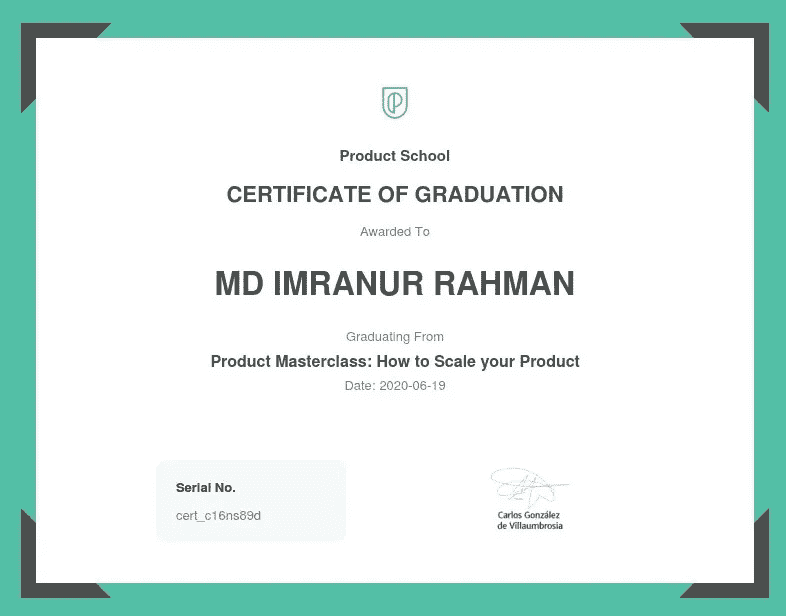 Product School
CERTIFICATE OF GRADUATION
Awarded To
MD IMRANUR RAHMAN
Graduating From
Product Masterclass: How to Scale your Product
Date: 2020-06-19
Serial No.
cert_c16ns89d
Carlos González
de Villaumbrosia